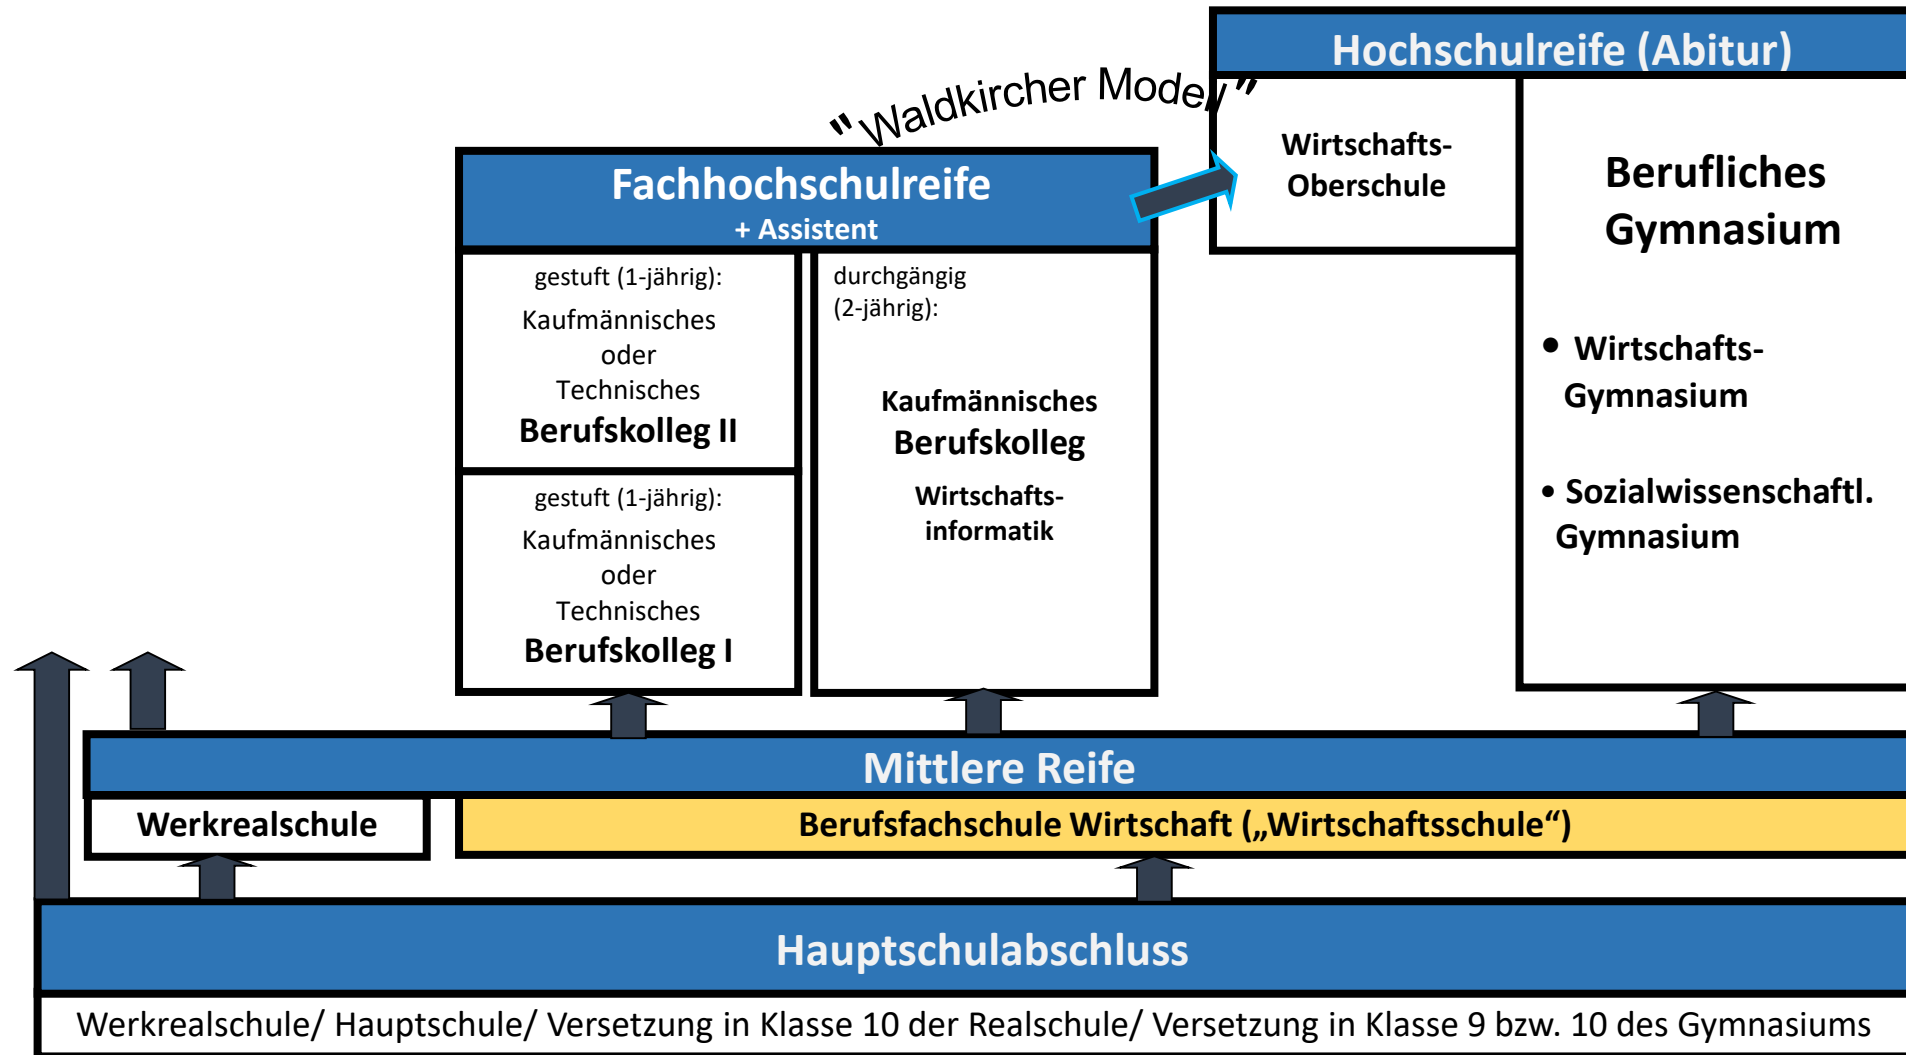 Hochschulreife (Abitur)
"Waldkircher Modell"
Wirtschafts-
Oberschule
Berufliches
Gymnasium
• Wirtschafts-
Gymnasium
• Sozialwissenschaftl.
Gymnasium
Fachhochschulreife
+ Assistent
gestuft (1-jährig):
Kaufmännisches
oder
Technisches
Berufskolleg II
gestuft (1-jährig):
Kaufmännisches
oder
Technisches
Berufskolleg I
durchgängig
(2-jährig):
Kaufmännisches
Berufskolleg
Wirtschafts-
informatik
Mittlere Reife
Werkrealschule
Berufsfachschule Wirtschaft („Wirtschaftsschule“)
Hauptschulabschluss
Werkrealschule/ Hauptschule/ Versetzung in Klasse 10 der Realschule/ Versetzung in Klasse 9 bzw. 10 des Gymnasiums